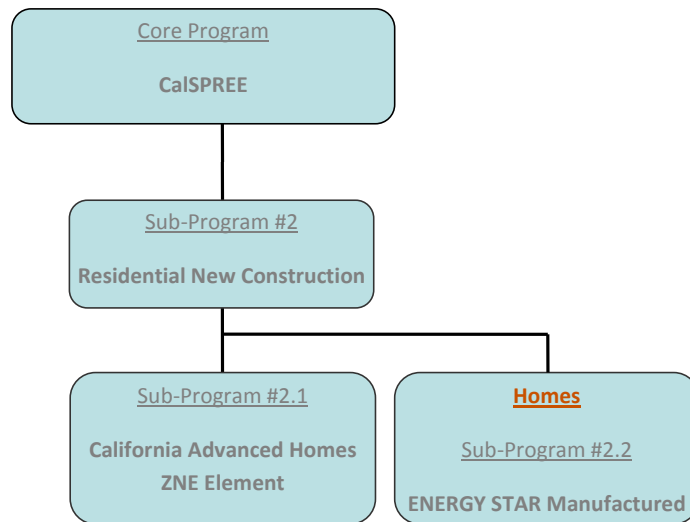 Core Program
CalSPREE
Sub-Program #2
Residential New Construction
Sub-Program #2.1
California Advanced Homes
ZNE Element
Homes
Sub-Program #2.2
ENERGY STAR Manufactured